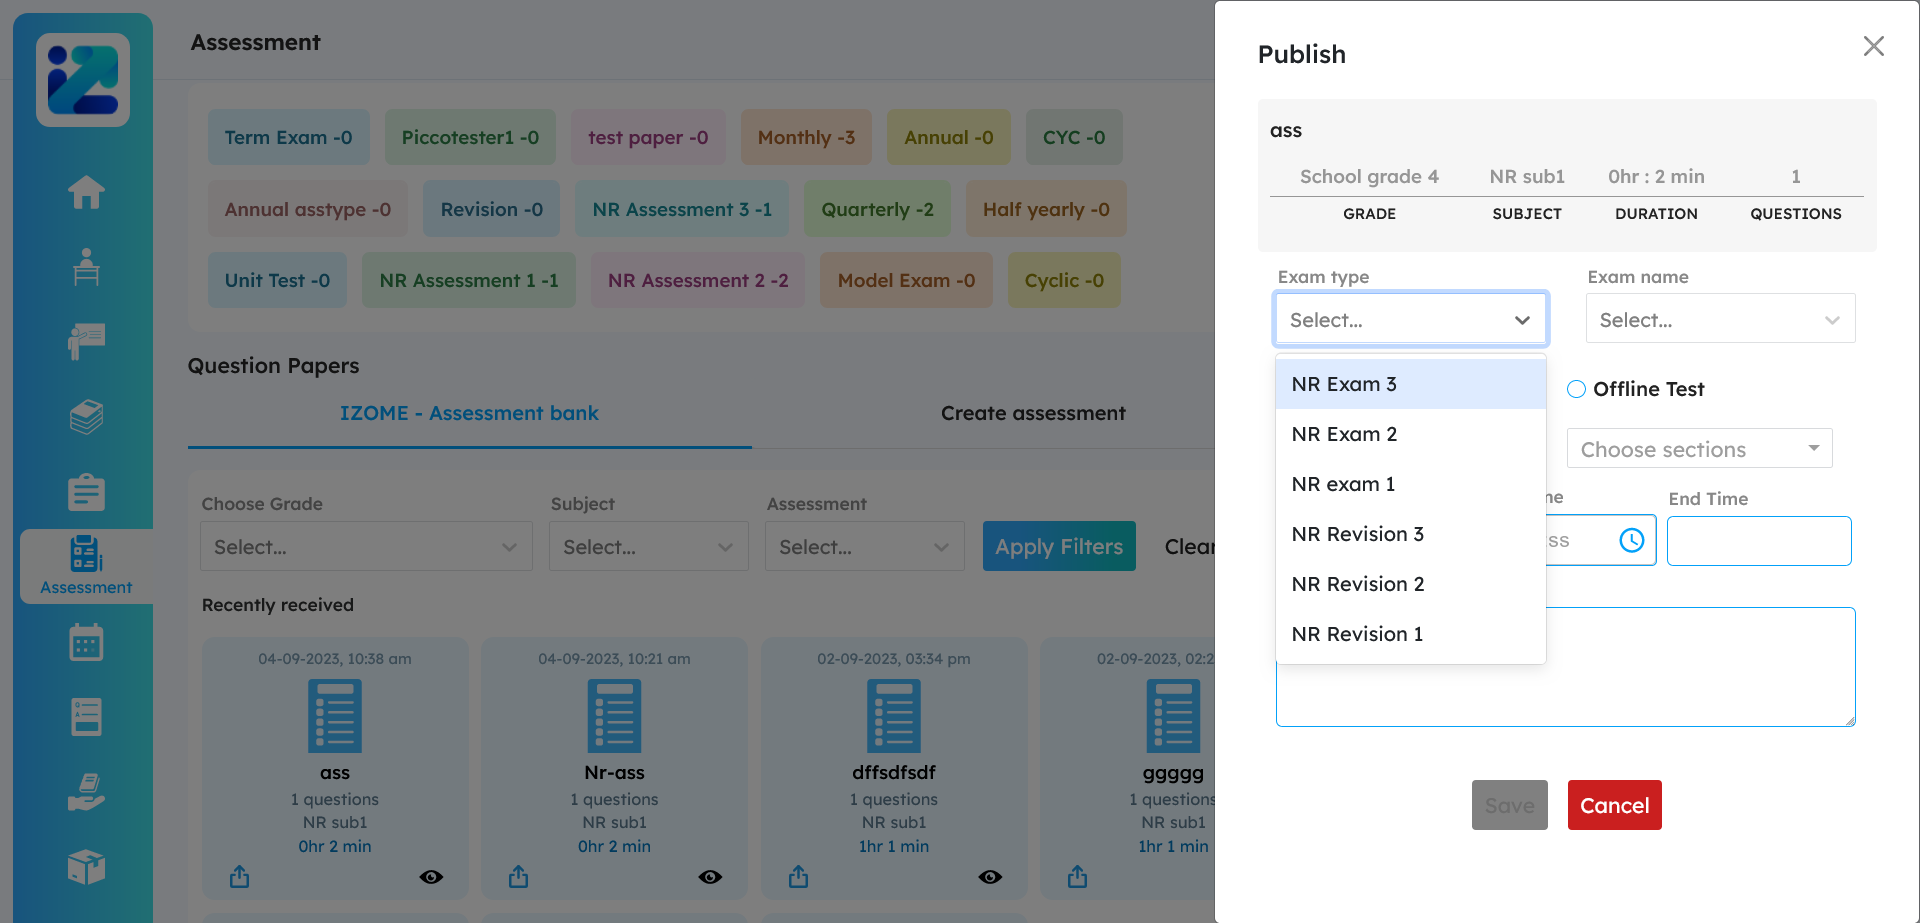 Assessment
Term Exam -0
Piccotester1 -0
test paper -0
Monthly -3
Annual -0
CYC -0
Annual asstype -0
Revision -0
NR Assessment 3 -1
Quarterly -2
Half yearly -0
Unit Test -0
NR Assessment 1 -1
NR Assessment 2 -2
Model Exam -0
Cyclic -0
Question Papers
IZOME - Assessment bank
Create assessment
Choose Grade
Subject
Assessment
Select...
Select...
Select...
Apply Filters
Clear
Assessment
Recently received
04-09-2023, 10:38 am
ass
1 questions
NR sub1
0hr 2 min
04-09-2023, 10:21 am
Nr-ass
1 questions
NR sub1
0hr 2 min
02-09-2023, 03:34 pm
dffsdfsdf
1 questions
NR sub1
1hr 1 min
02-09-2023, 02:2
ggggg
1 questions
NR sub1
1hr 1 min
Publish
ass
School grade 4
NR sub1
0hr : 2 min
1
GRADE
SUBJECT
DURATION
QUESTIONS
Exam type
Exam name
Select...
Select...
NR Exam 3
NR Exam 2
NR exam 1
NR Revision 3
NR Revision 2
NR Revision 1
Offline Test
Choose sections
End Time
Save
Cancel